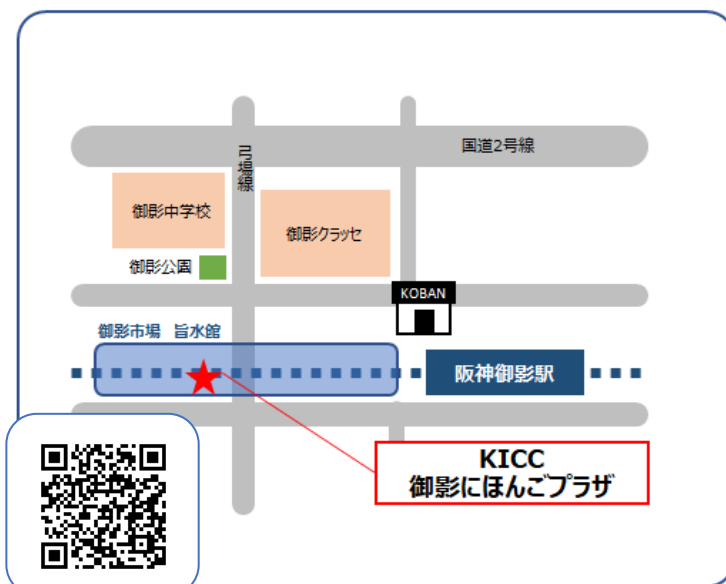 国道2号線
弓場線
御影中学校
御影クラッセ
御影公園
KOBAN
御影市場 旨水館
阪神御影駅
KICC
御影にほんごプラザ